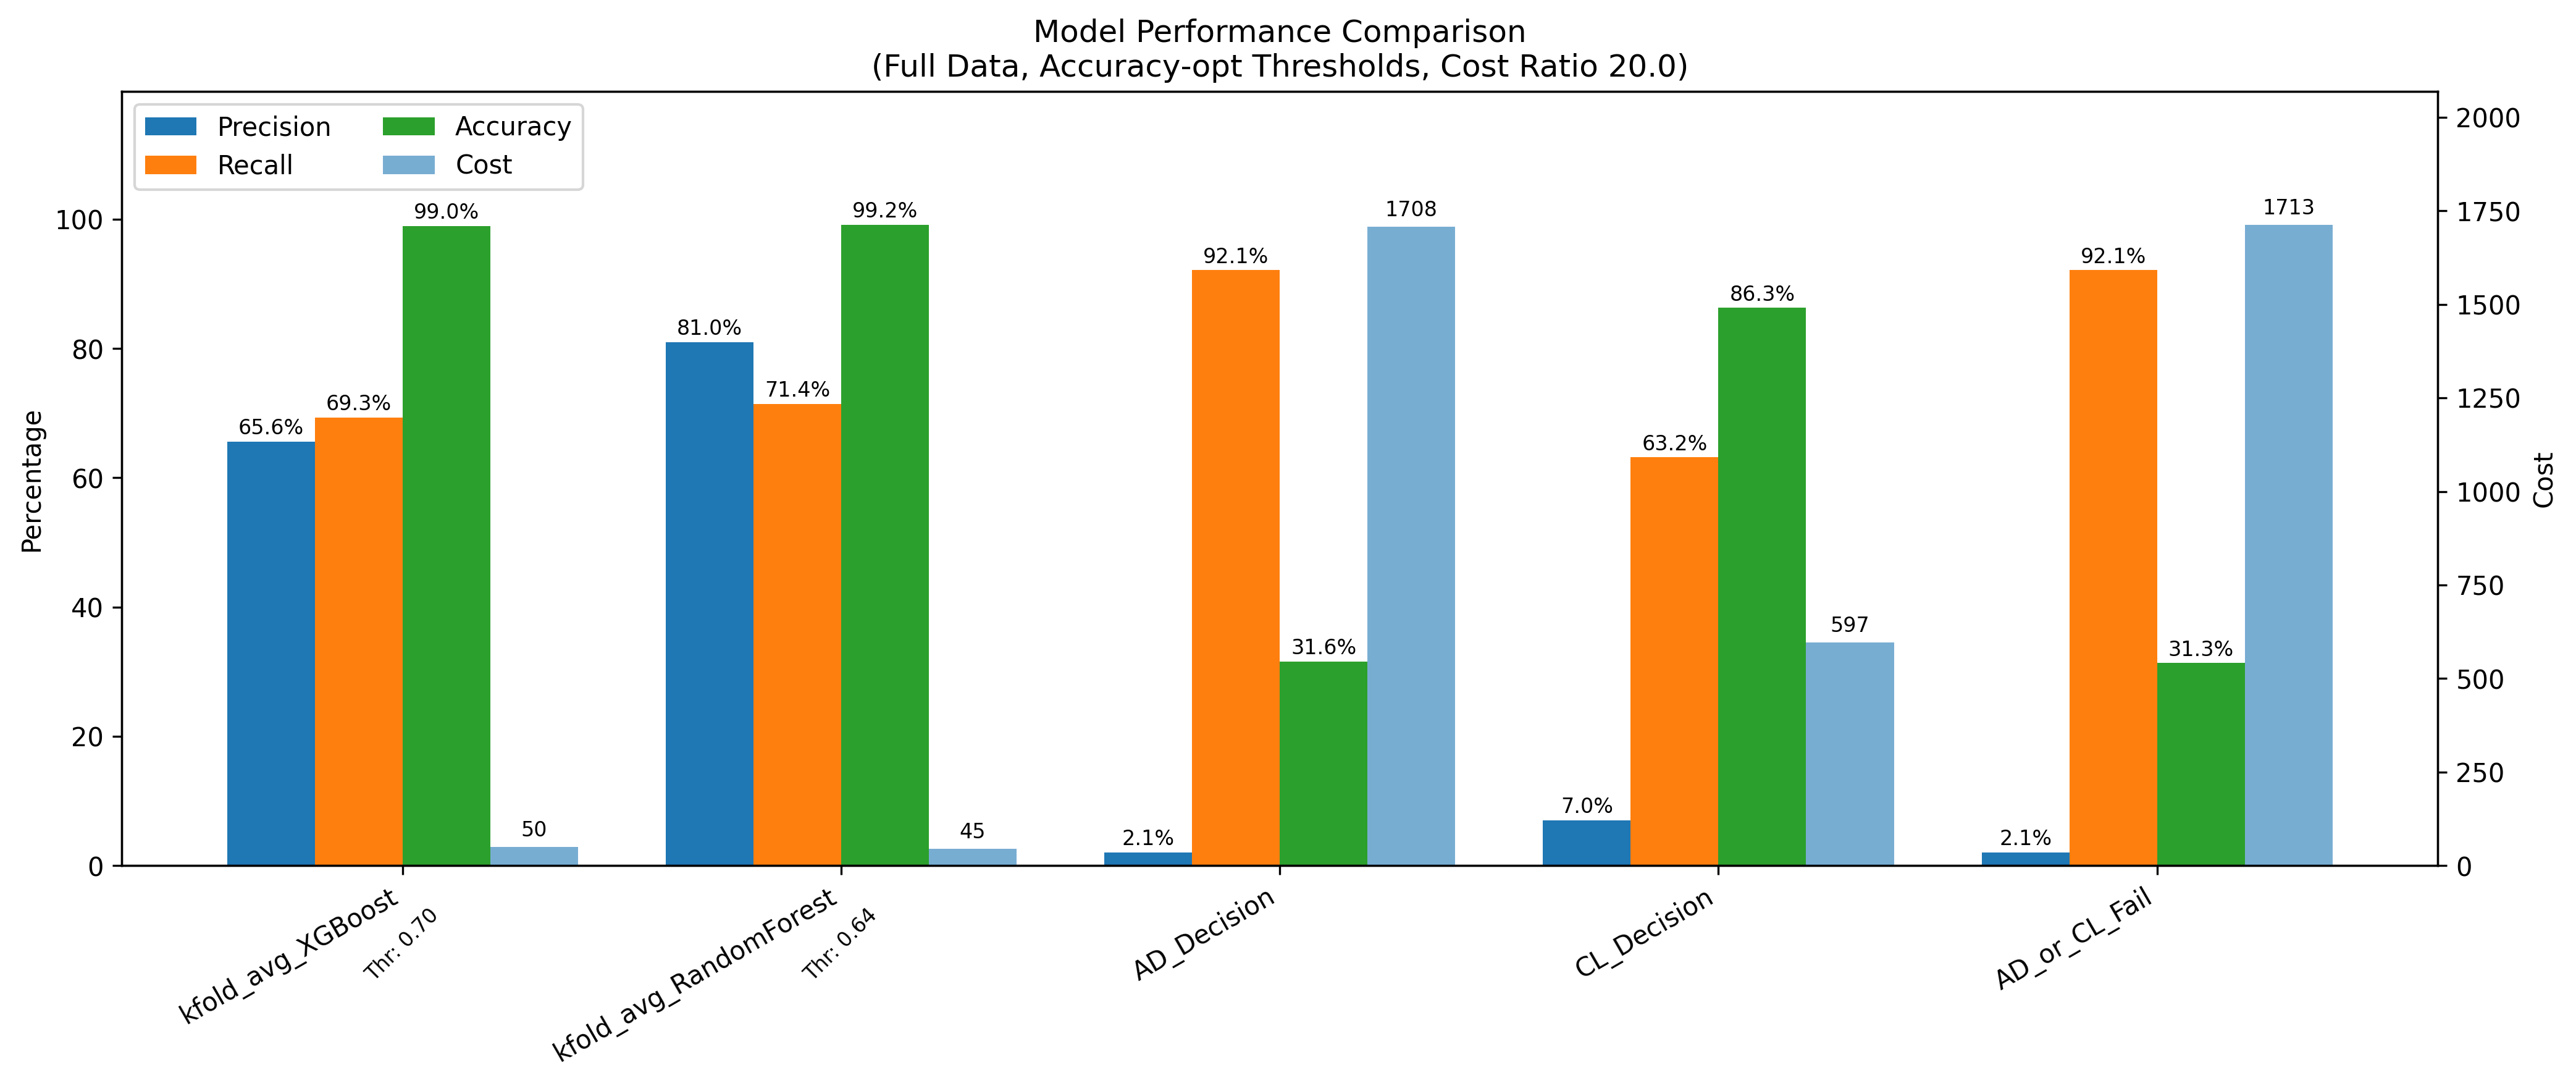 Model Performance Comparison
(Full Data, Accuracy-opt Thresholds, Cost Ratio 20.0)
Precision
Recall
Accuracy
Cost
Percentage
100
80
60
40
20
0
65.6%
69.3%
99.0%
50
81.0%
71.4%
99.2%
45
2.1%
92.1%
31.6%
1708
7.0%
63.2%
86.3%
597
2.1%
92.1%
31.3%
1713
2000
1750
1500
1250
1000
750
500
250
0
Cost
kfold_avg_XGBoost
Thr: 0.70
kfold_avg_RandomForest
Thr: 0.64
AD_Decision
CL_Decision
AD_or_CL_Fail